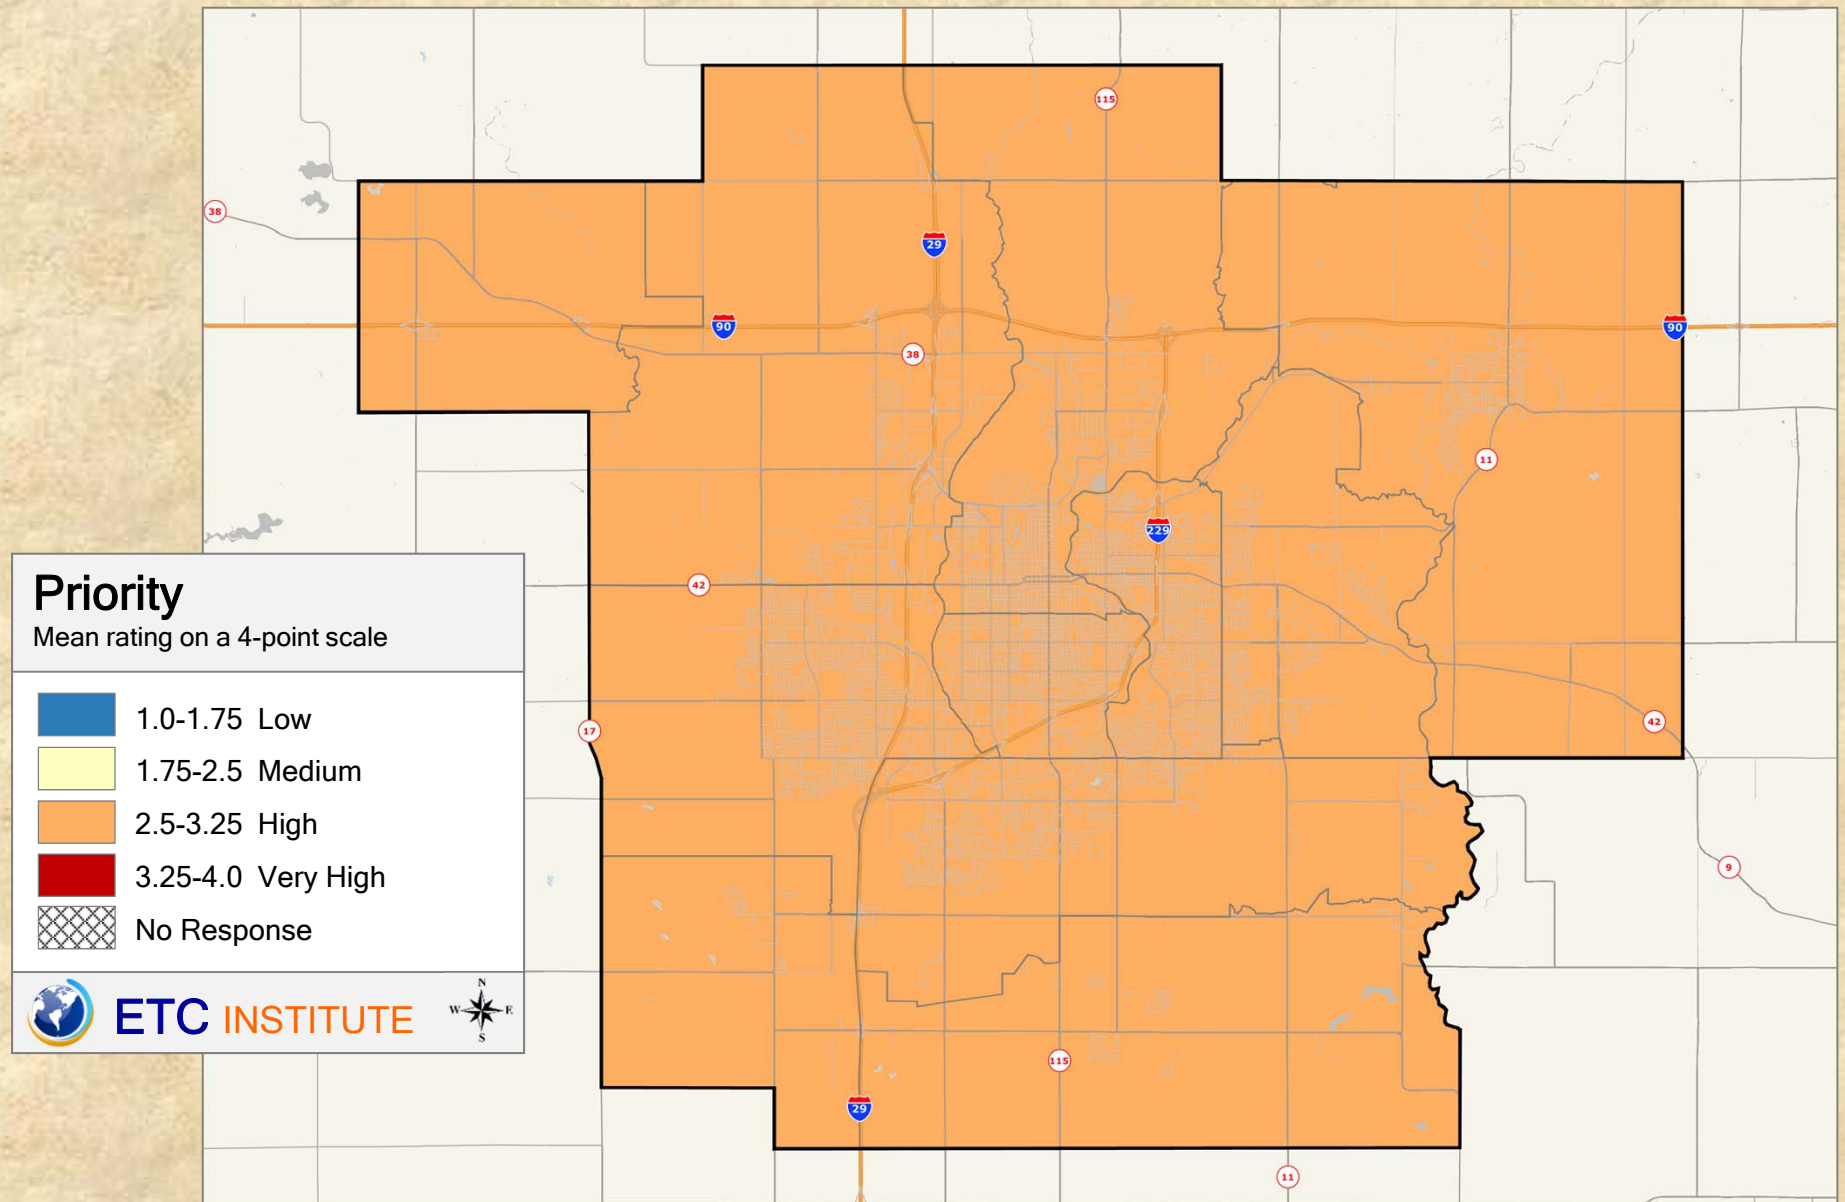 115
38
29
90
90
38
11
229
42
Priority
Mean rating on a 4-point scale
1.0-1.75 Low
1.75-2.5 Medium
2.5-3.25 High
3.25-4.0 Very High
No Response
ETC INSTITUTE
N
W E
S
17
42
9
115
29
11